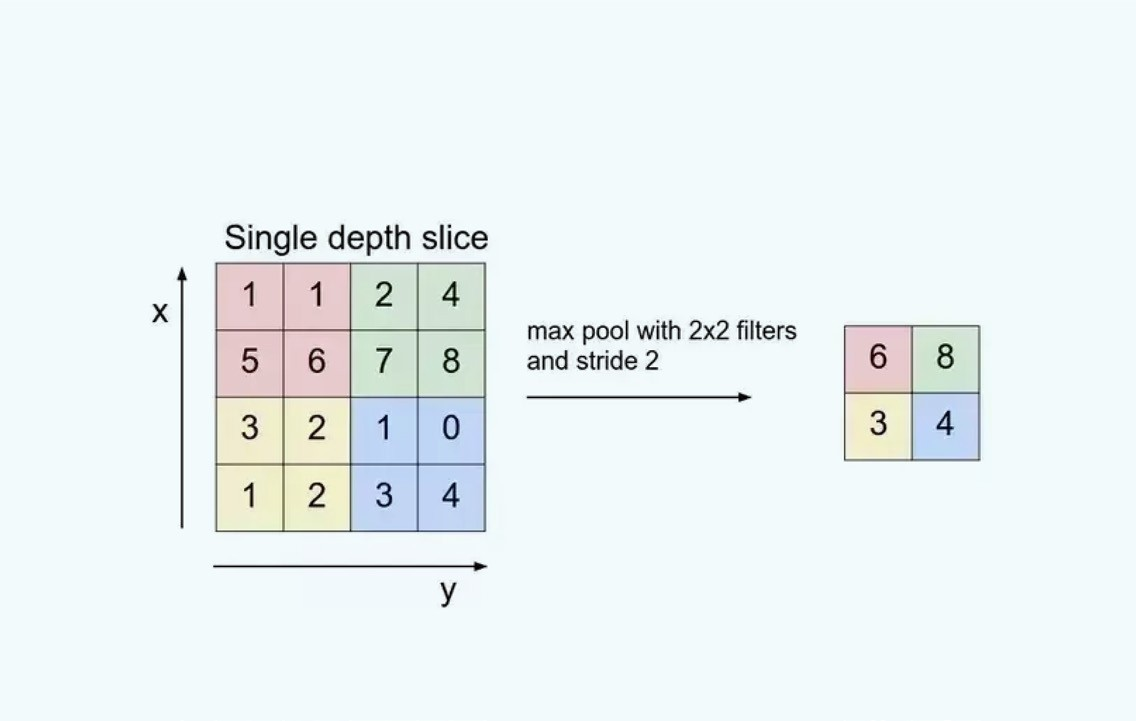 Single depth slice
x
1 1 2 4
5 6 7 8
3 2 1 0
1 2 3 4
y
max pool with 2x2 filters
and stride 2
6 8
3 4